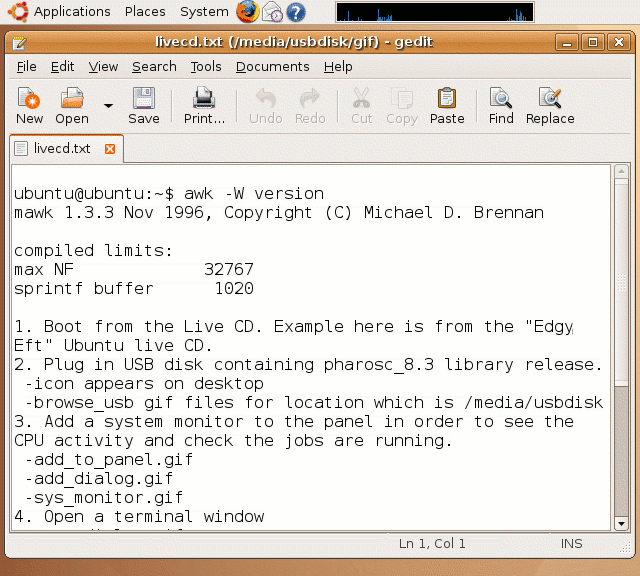 Applications Places System
livecd.txt (/media/usbdisk/gif) - gedit
File Edit View Search Tools Documents Help
New Open Save Print... Undo Redo Cut Copy Paste Find Replace
livecd.txt
ubuntu@ubuntu:~$ awk -W version
mawk 1.3.3 Nov 1996, Copyright (C) Michael D. Brennan
compiled limits:
max NF 32767
sprintf buffer 1020
1. Boot from the Live CD. Example here is from the "Edgy
Eft" Ubuntu live CD.
2. Plug in USB disk containing pharosc_8.3 library release.
-icon appears on desktop
-browse_usb gif files for location which is /media/usbdisk
3. Add a system monitor to the panel in order to see the
CPU activity and check the jobs are running.
-add_to_panel.gif
-add_dialog.gif
-sys_monitor.gif
4. Open a terminal window
Ln 1, Col 1 INS